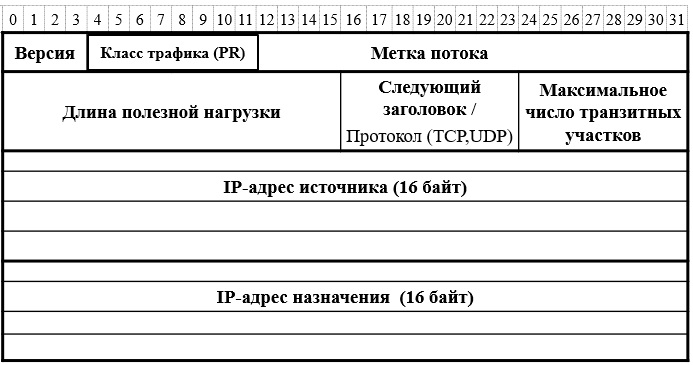 0 1 2 3 4 5 6 7 8 9 10 11 12 13 14 15 16 17 18 19 20 21 22 23 24 25 26 27 28 29 30 31
Версия Класс трафика (PR) Метка потока
Длина полезной нагрузки
Следующий
заголовок /
Протокол (TCP,UDP)
Максимальное
число транзитных
участков
IP-адрес источника (16 байт)
IP-адрес назначения (16 байт)